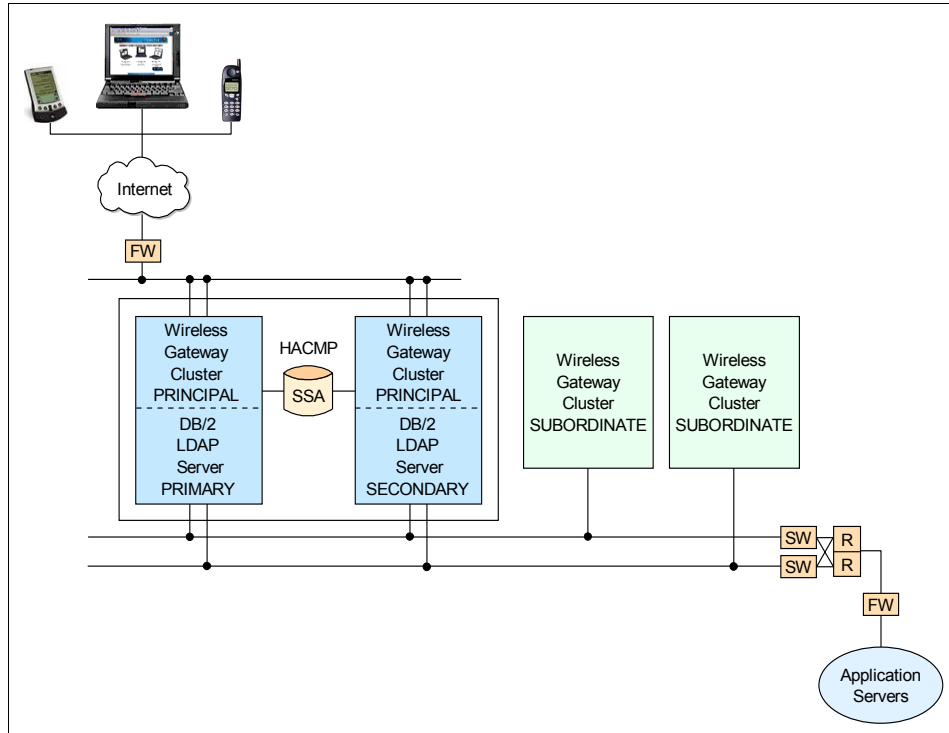 Internet
FW
Wireless
Gateway
Cluster
PRINCIPAL
DB/2
LDAP
Server
PRIMARY
HACMP
SSA
Wireless
Gateway
Cluster
PRINCIPAL
DB/2
LDAP
Server
SECONDARY
Wireless
Gateway
Cluster
SUBORDINATE
Wireless
Gateway
Cluster
SUBORDINATE
SW
R
SW
R
FW
Application
Servers